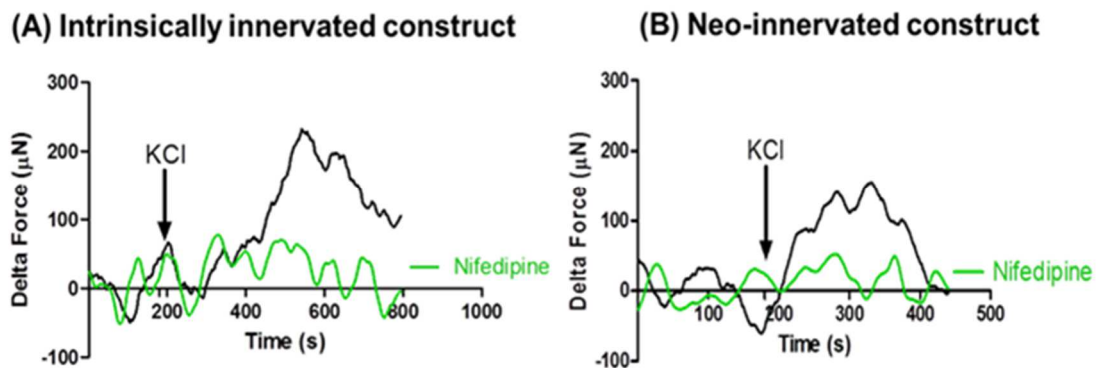 (A) Intrinsically innervated construct
300
200
100
0
-100
Delta Force (μN)
KCl
200
400
600
800
1000
Time (s)
Nifedipine
(B) Neo-innervated construct
300
200
100
0
-100
Delta Force (μN)
KCl
100
200
300
400
500
Time (s)
Nifedipine